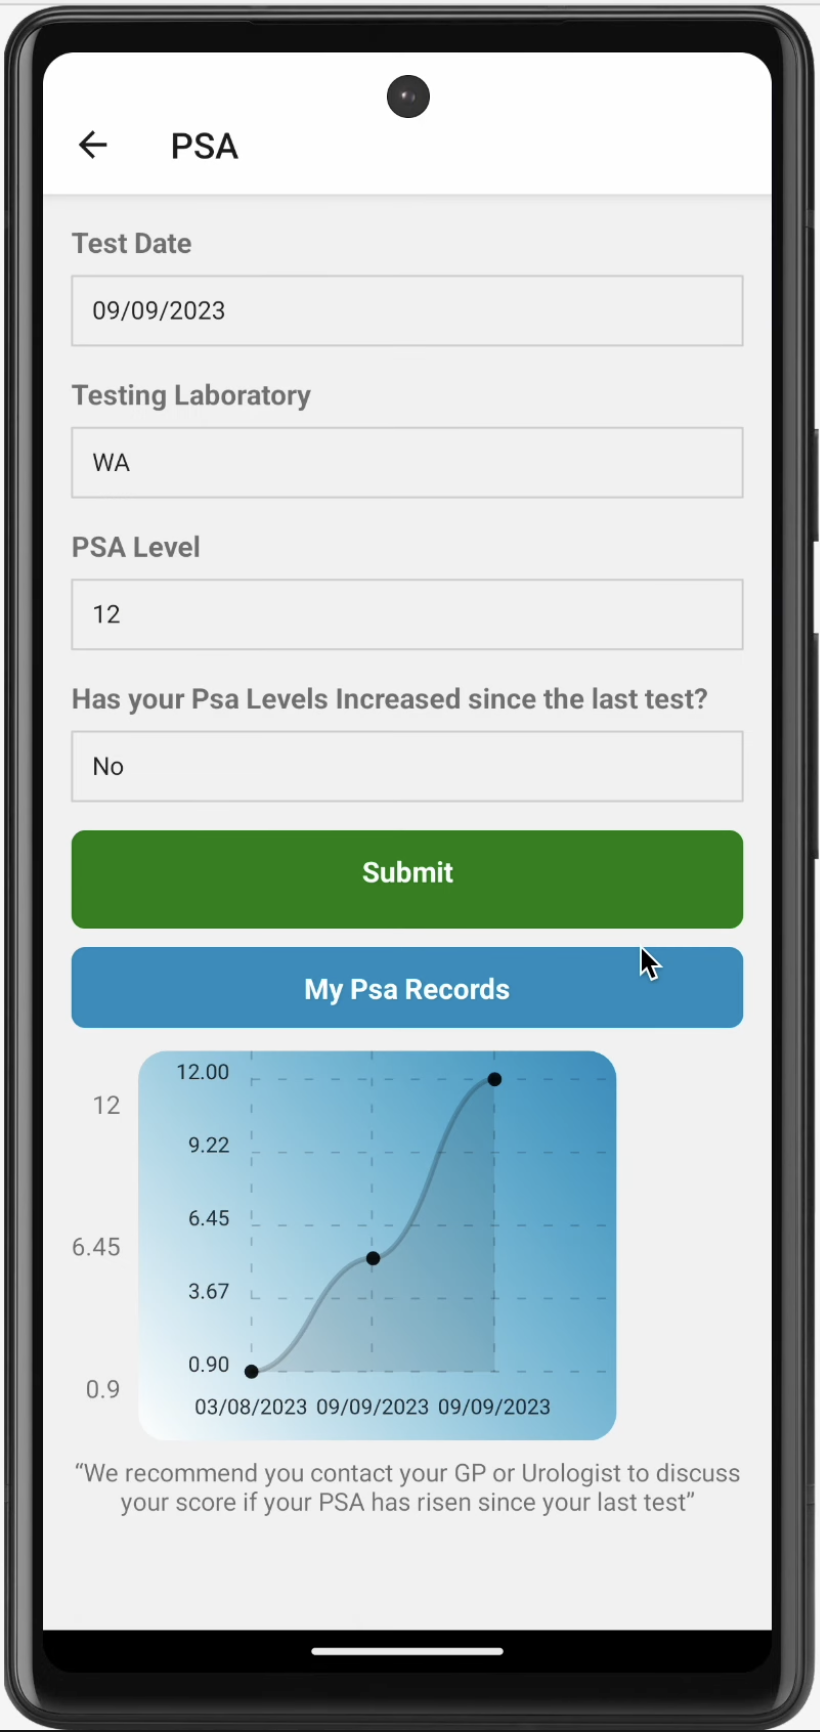 PSA
Test Date
09/09/2023
Testing Laboratory
WA
PSA Level
12
Has your Psa Levels Increased since the last test?
No
Submit
My Psa Records
12
6.45
0.9
12.00
9.22
6.45
3.67
0.90
03/08/2023 09/09/2023 09/09/2023
“We recommend you contact your GP or Urologist to discuss
your score if your PSA has risen since your last test”